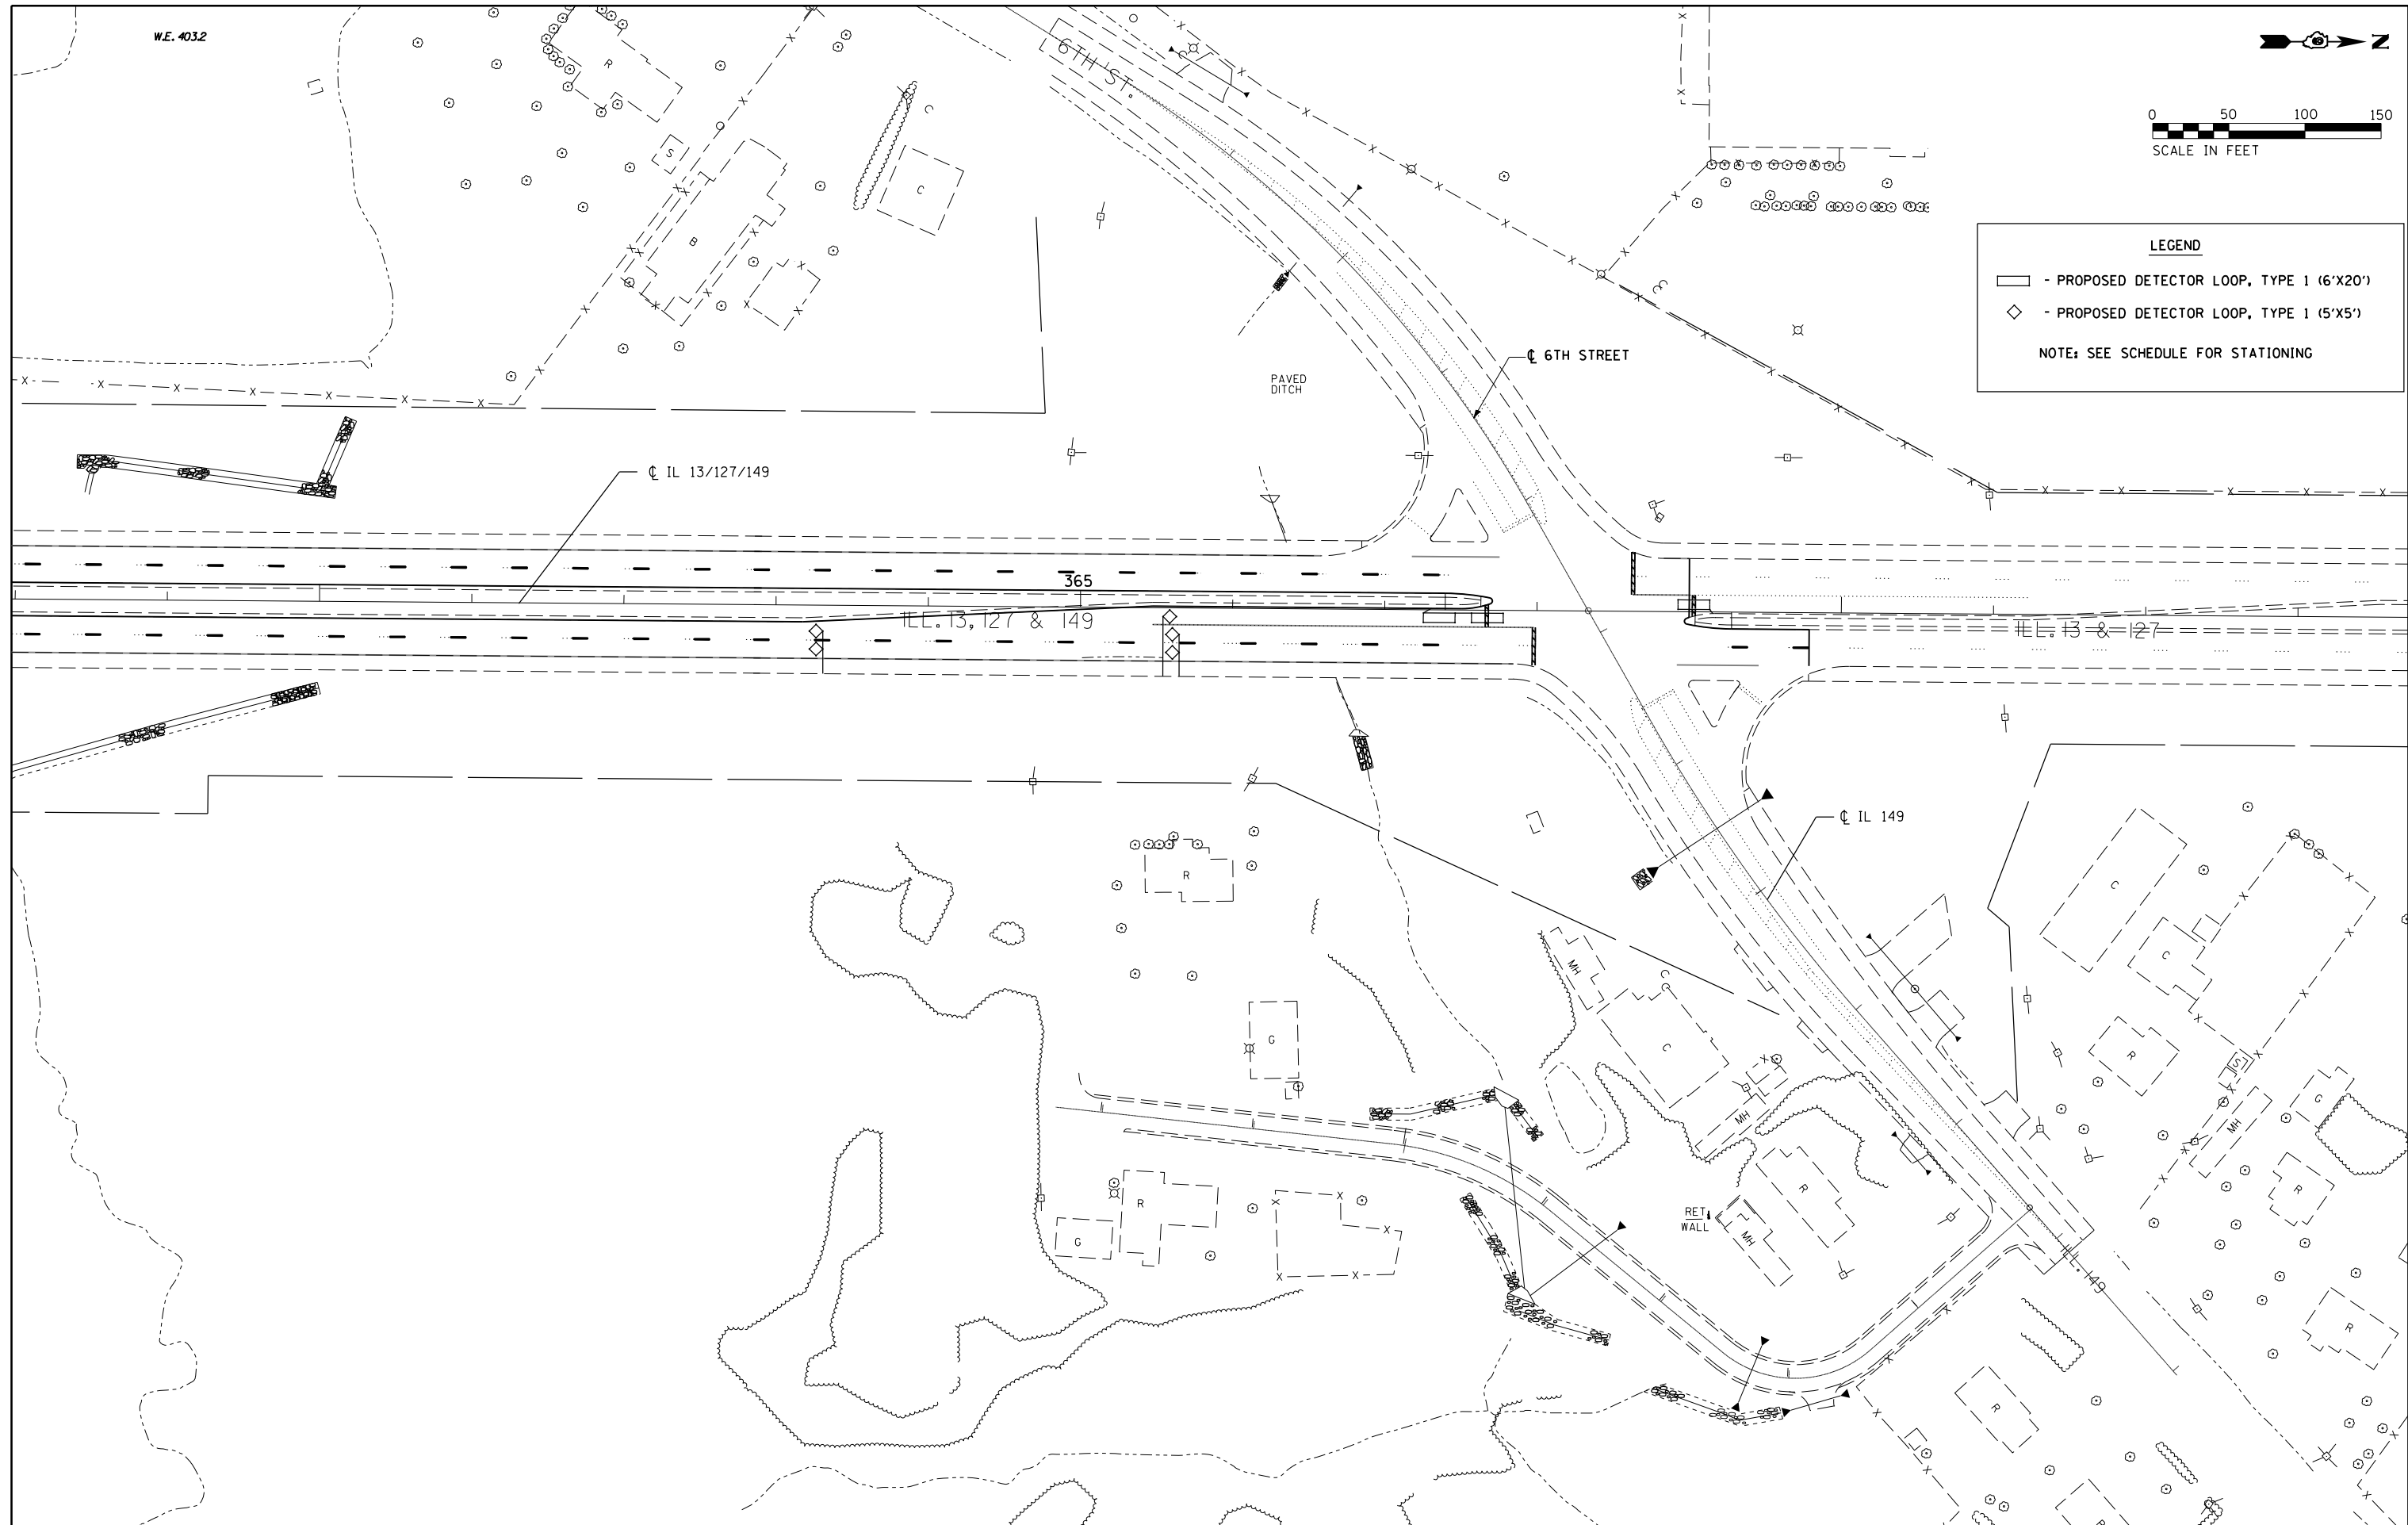 W.E. 403.2
6TH ST.
N
0 50 100 150
SCALE IN FEET
LEGEND
- PROPOSED DETECTOR LOOP, TYPE 1 (6'X20')
- PROPOSED DETECTOR LOOP, TYPE 1 (5'X5')
NOTE: SEE SCHEDULE FOR STATIONING
R
S
B
C
C
C
℄ 6TH STREET
PAVED
DITCH
℄ IL 13/127/149
365
ILL. 13, 127 & 149
ILL. 13 & 127
℄ IL 149
R
C
C
MH
C
C
G
R
S
G
MH
MH
R
R
R
G
RET.
WALL
MH
R
R